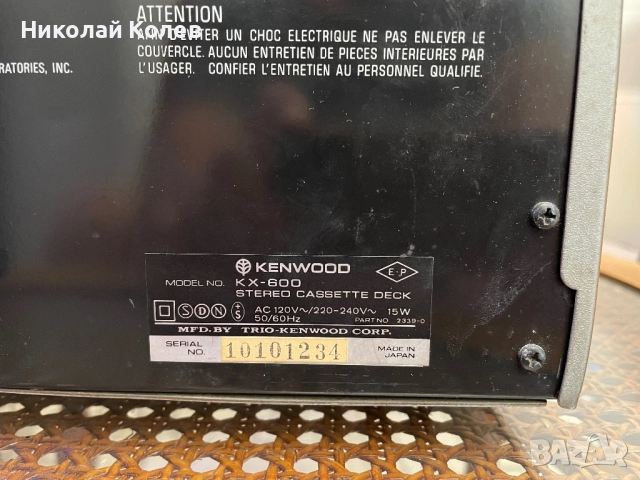 Николай Колев
ATTENTION
AFIN D'EVITER UN CHOC ELECTRIQUE NE PAS ENLEVER LE
COUVERCLE. AUCUN ENTRETIEN DE PIECES INTERIEURES PAR
L'USAGER. CONFIER L'ENTRETIEN AU PERSONNEL QUALIFIE.
RATORIES, INC.
KENWOOD
E-P
MODEL NO. KX-600
STEREO CASSETTE DECK
S D N S
AC 120V~/220-240V~ 15W
50/60Hz PART NO 2339-0
MFD.BY TRIO-KENWOOD CORP.
SERIAL NO. 10101234
MADE IN JAPAN
BAZAR